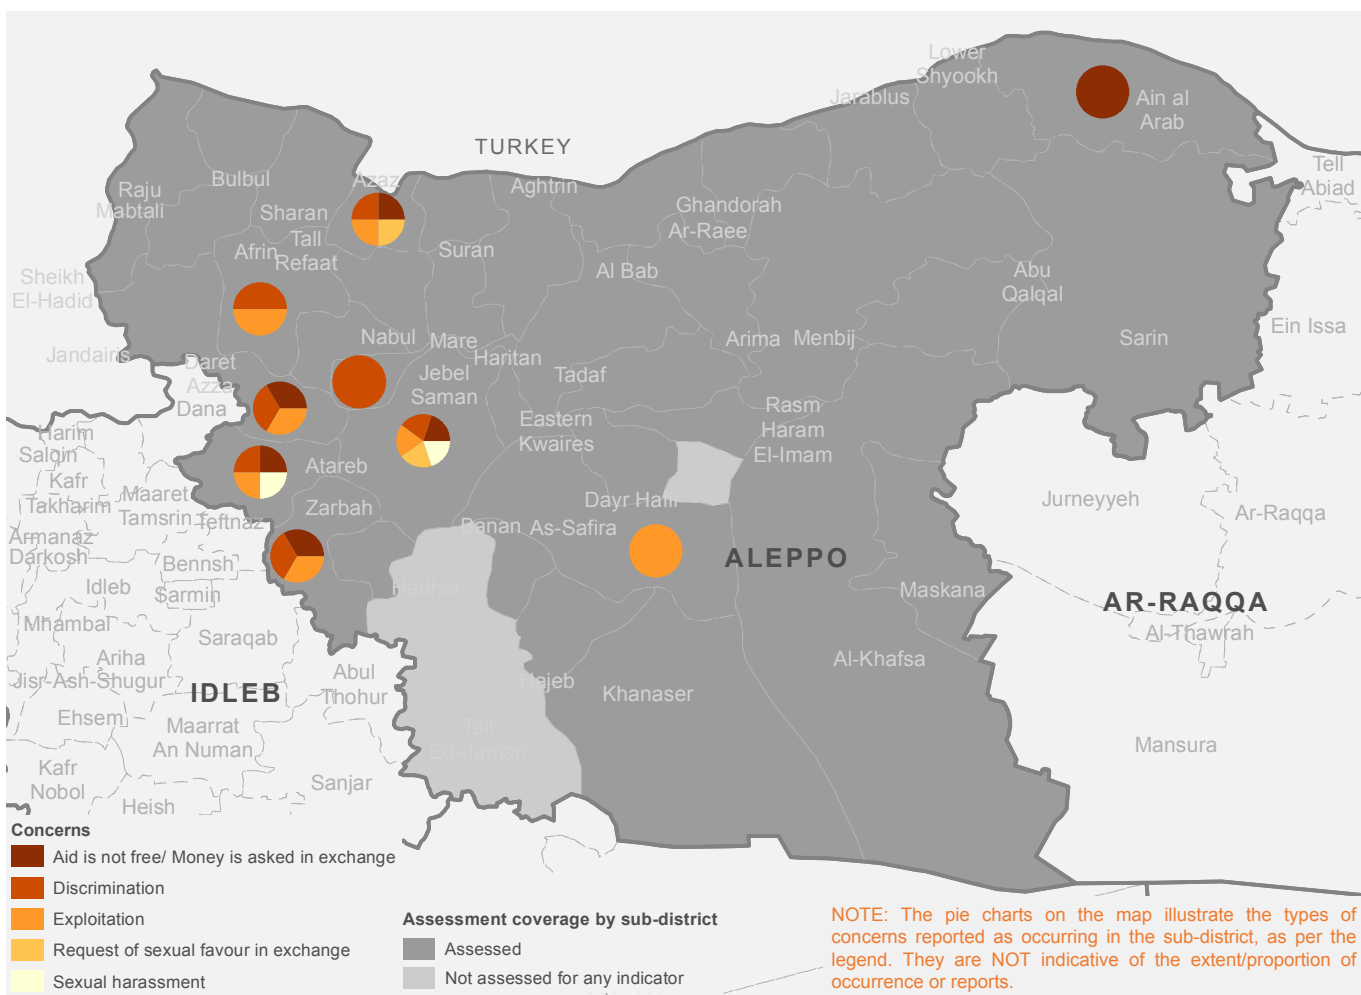 Lower
Shyookh
Jarablus
Ain al
Arab
TURKEY
Tell
Abiad
Azaz
Aghtrin
Bulbul
Raju
Mabtali
Sharan
Ghandorah
Ar-Raee
Tall
Refaat
Afrin
Suran
Al Bab
Abu
Qalqal
Sheikh
El-Hadid
Ein Issa
Nabul
Mare
Arima
Menbij
Sarin
Jandairis
Haritan
Daret
Azza
Jebel
Saman
Tadaf
Dana
Eastern
Kwaires
Rasm
Haram
El-Imam
Harim
Salqin
Kafr
Takharim
Atareb
Maaret
Tamsrin
Zarbah
Dayr Hafir
Jurneyyeh
Ar-Raqqa
Teftnaz
Banan
As-Safira
Armanaz
Darkosh
Bennsh
ALEPPO
Idleb
Sarmin
Hadher
Maskana
AR-RAQQA
Mhambal
Saraqab
Al-Thawrah
Ariha
Jisr-Ash-Shugur
Abul
Thohur
Al-Khafsa
IDLEB
Hajeb
Khanaser
Ehsem
Maarrat
An Numan
Tall
Ed-daman
Mansura
Kafr
Nobol
Sanjar
Heish
Concerns
Aid is not free/ Money is asked in exchange
Discrimination
Exploitation
Request of sexual favour in exchange
Sexual harassment
Assessment coverage by sub-district
Assessed
Not assessed for any indicator
NOTE: The pie charts on the map illustrate the types of
concerns reported as occurring in the sub-district, as per the
legend. They are NOT indicative of the extent/proportion of
occurrence or reports.